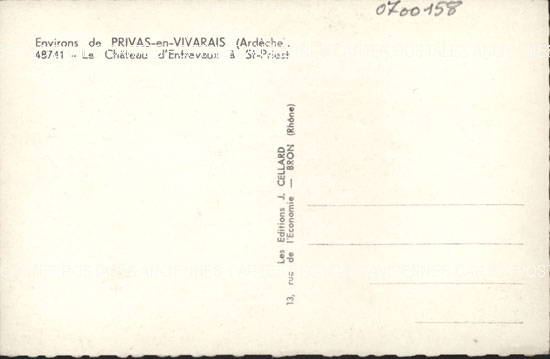 0700158
Environs de PRIVAS-en-VIVARAIS (Ardèche).
48741 - Le Château d'Entrevaux à St-Priest
Les Editions J. CELLARD
13, rue de l'Economie — BRON (Rhône)